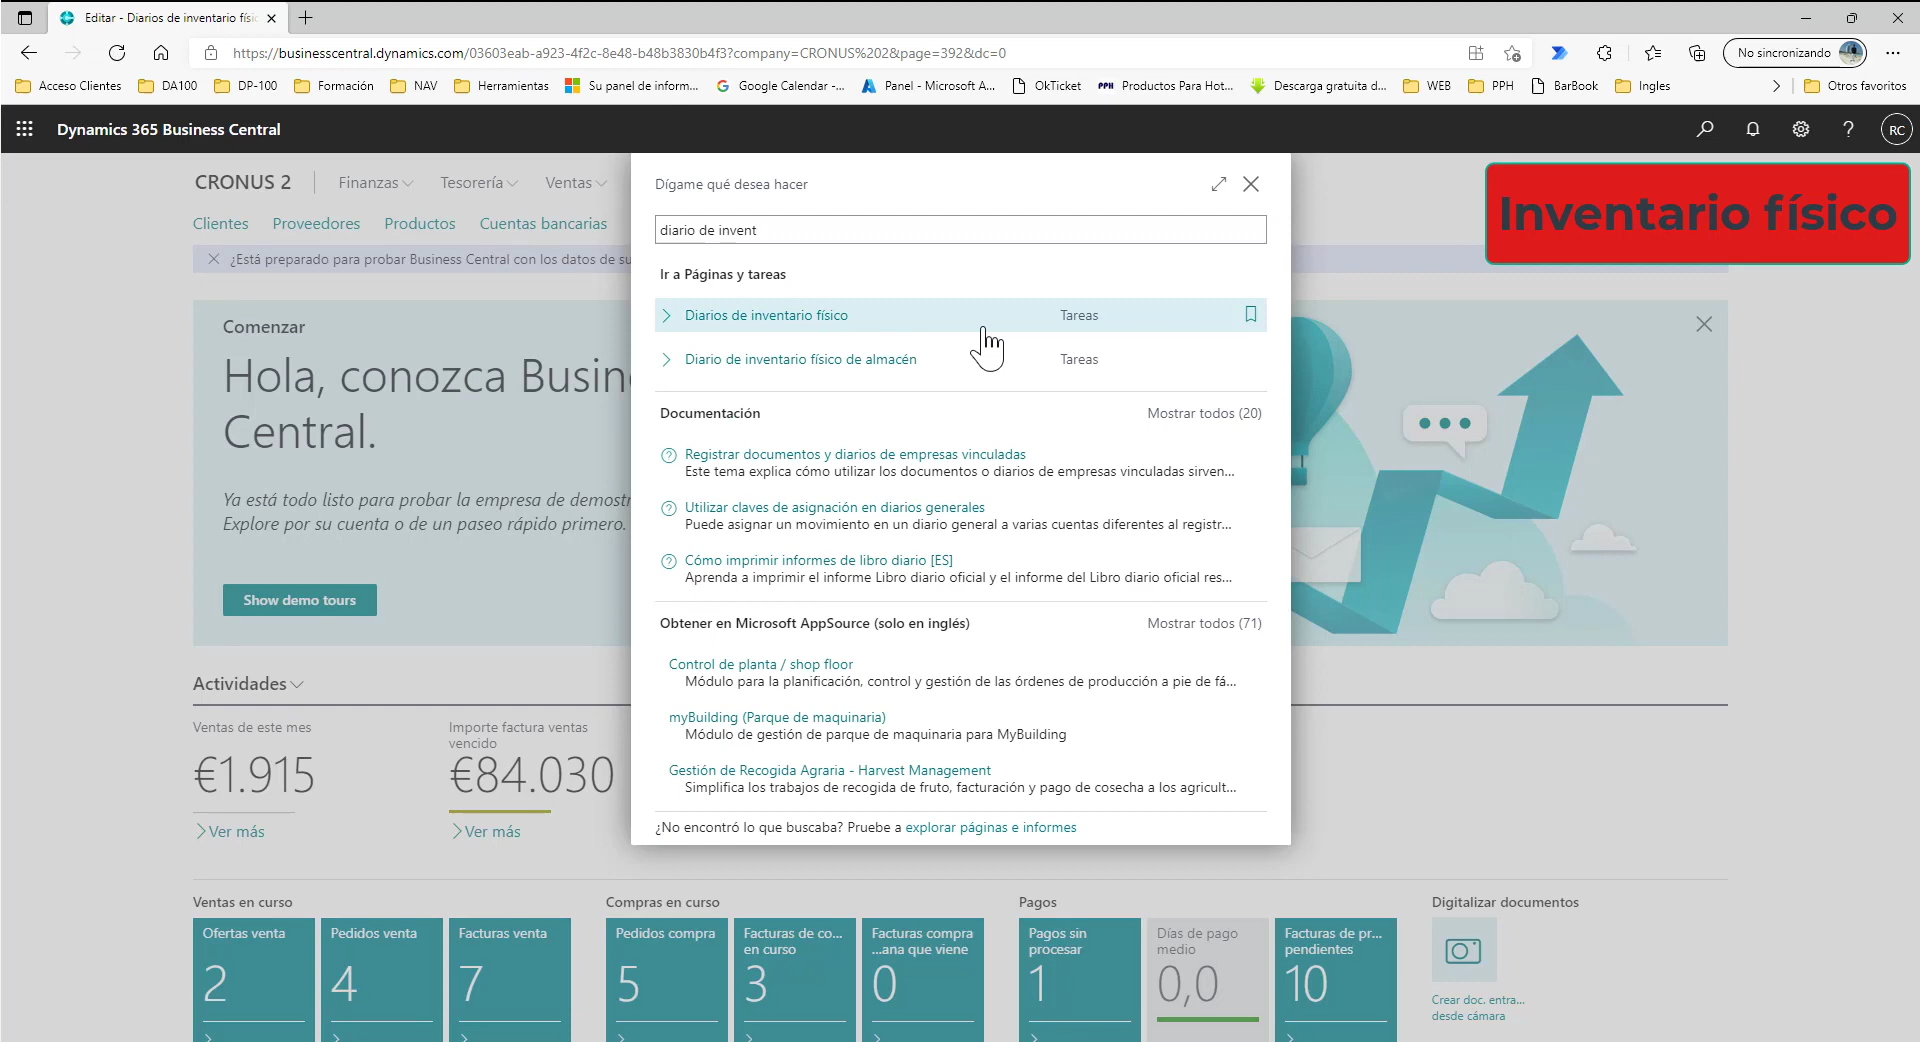 Editar - Diarios de inventario físic
https://businesscentral.dynamics.com/03603eab-a923-4f2c-8e48-b48b3830b4f3?company=CRONUS%202&page=392&dc=0
No sincronizando
Acceso Clientes DA100 DP-100 Formación NAV Herramientas Su panel de inform... Google Calendar -... Panel - Microsoft A... OkTicket PPH Productos Para Hot... Descarga gratuita d... WEB PPH BarBook Ingles Otros favoritos
Dynamics 365 Business Central
RC
CRONUS 2 Finanzas Tesorería Ventas
Clientes Proveedores Productos Cuentas bancarias
¿Está preparado para probar Business Central con los datos de su
Comenzar
Hola, conozca Busin
Central.
Ya está todo listo para probar la empresa de demostr
Explore por su cuenta o de un paseo rápido primero.
Show demo tours
Dígame qué desea hacer
diario de invent
Ir a Páginas y tareas
Diarios de inventario físico Tareas
Diario de inventario físico de almacén Tareas
Documentación Mostrar todos (20)
Registrar documentos y diarios de empresas vinculadas
Este tema explica cómo utilizar los documentos o diarios de empresas vinculadas sirven...
Utilizar claves de asignación en diarios generales
Puede asignar un movimiento en un diario general a varias cuentas diferentes al registr...
Cómo imprimir informes de libro diario [ES]
Aprenda a imprimir el informe Libro diario oficial y el informe del Libro diario oficial res...
Obtener en Microsoft AppSource (solo en inglés) Mostrar todos (71)
Control de planta / shop floor
Módulo para la planificación, control y gestión de las órdenes de producción a pie de fá...
myBuilding (Parque de maquinaria)
Módulo de gestión de parque de maquinaria para MyBuilding
Gestión de Recogida Agraria - Harvest Management
Simplifica los trabajos de recogida de fruto, facturación y pago de cosecha a los agricult...
¿No encontró lo que buscaba? Pruebe a explorar páginas e informes
Inventario físico
Actividades
Ventas de este mes
€1.915
Ver más
Importe factura ventas
vencido
€84.030
Ver más
Ventas en curso
Ofertas venta
2
Pedidos venta
4
Facturas venta
7
Compras en curso
Pedidos compra
5
Facturas de co...
en curso
3
Facturas compra
...ana que viene
0
Pagos
Pagos sin
procesar
1
Días de pago
medio
0,0
Facturas de pr...
pendientes
10
Digitalizar documentos
Crear doc. entra...
desde cámara